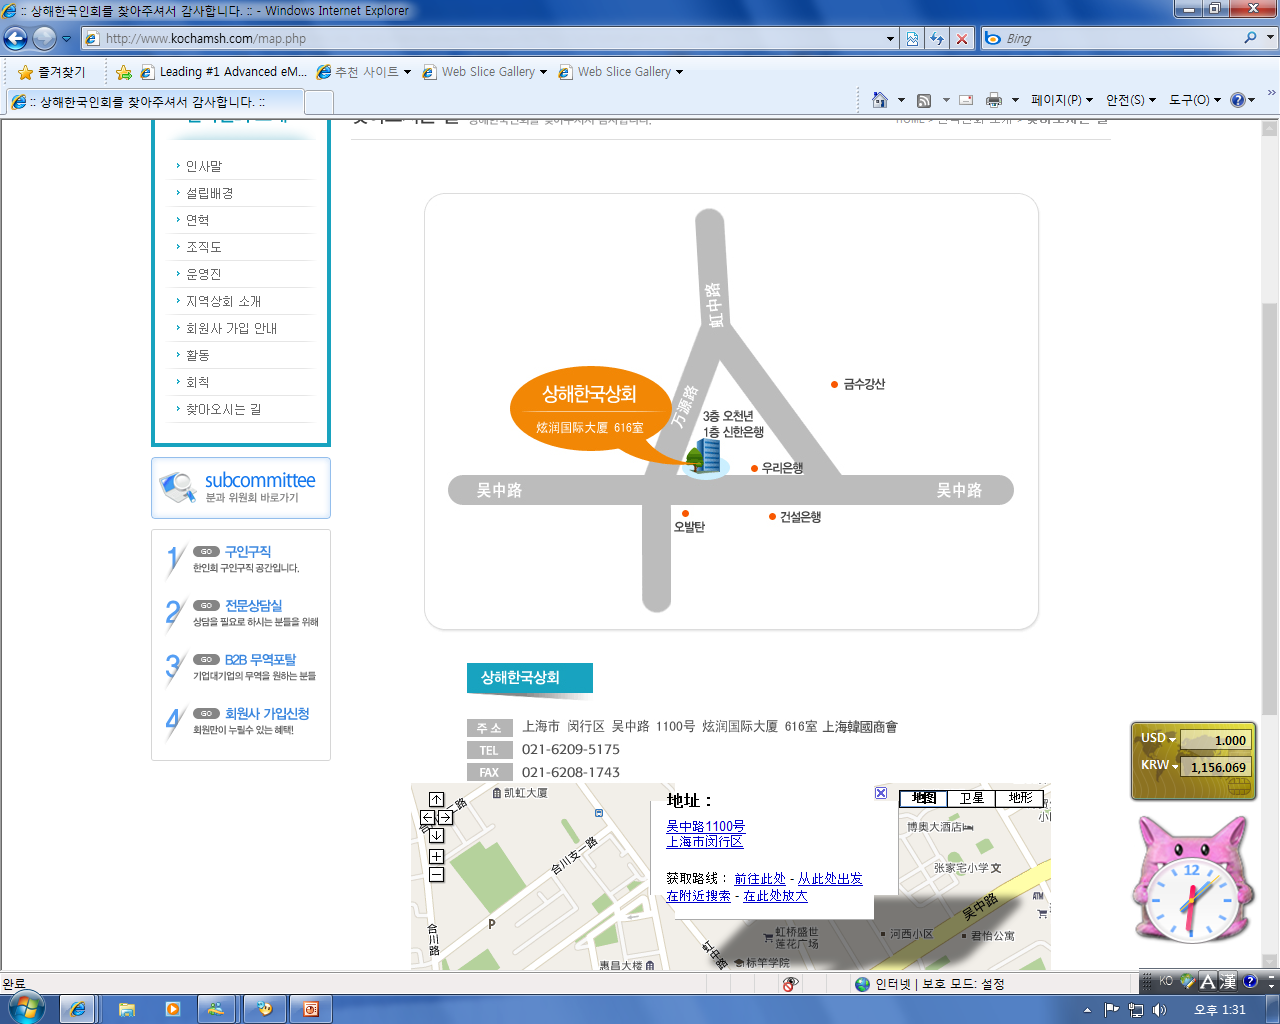 :: 상해한국인회를 찾아주셔서 감사합니다. :: - Windows Internet Explorer
http://www.kochamsh.com/map.php
Bing
즐겨찾기
Leading #1 Advanced eM...
추천 사이트
Web Slice Gallery
Web Slice Gallery
:: 상해한국인회를 찾아주셔서 감사합니다. ::
페이지(P)
안전(S)
도구(O)
인사말
설립배경
연혁
조직도
운영진
지역상회 소개
회원사 가입 안내
활동
회칙
찾아오시는 길
subcommittee
분과 위원회 바로가기
1 GO 구인구직
한인회 구인구직 공간입니다.
2 GO 전문상담실
상담을 필요로 하시는 분들을 위해
3 GO B2B 무역포탈
기업대기업의 무역을 원하는 분들
4 GO 회원사 가입신청
회원만이 누릴수 있는 혜택!
虹中路
万源路
금수강산
상해한국상회
炫润国际大厦 616室
3층 오천년
1층 신한은행
우리은행
吴中路
吴中路
오발탄
건설은행
상해한국상회
주 소 上海市 闵行区 吴中路 1100号 炫润国际大厦 616室 上海韓國商會
TEL 021-6209-5175
FAX 021-6208-1743
凯虹大厦
合川支一路
合川路
P
惠昌大楼
虹中路
地址：
吴中路1100号
上海市闵行区
获取路线： 前往此处 - 从此处出发
在附近搜索 - 在此处放大
地图
卫星
地形
博奥大酒店
张家宅小学
ATM
吴中路
虹桥盛世
莲花广场
河西小区
君怡公寓
标竿学院
USD 1.000
KRW 1,156.069
12
완료
인터넷 | 보호 모드: 설정
KO
A
漢
오후 1:31